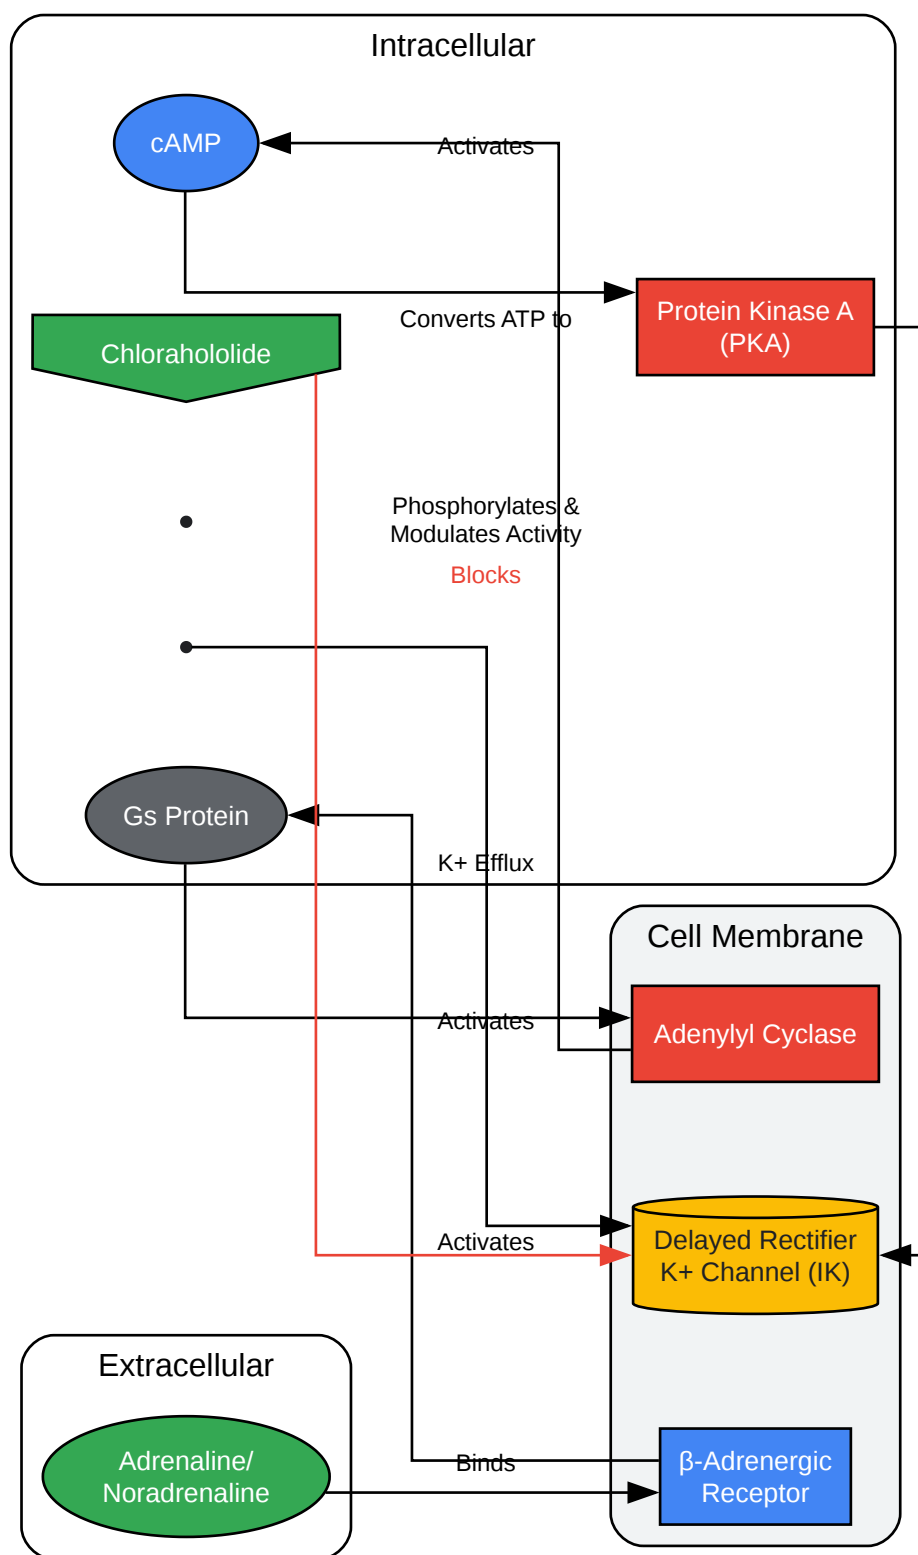 Intracellular
cAMP
Activates
Converts ATP to
Protein Kinase A
(PKA)
Chlorahololide
Phosphorylates &
Modulates Activity
Blocks
Gs Protein
K+ Efflux
Cell Membrane
Activates
Adenylyl Cyclase
Activates
Delayed Rectifier
K+ Channel (IK)
Extracellular
Adrenaline/
Noradrenaline
Binds
β-Adrenergic
Receptor